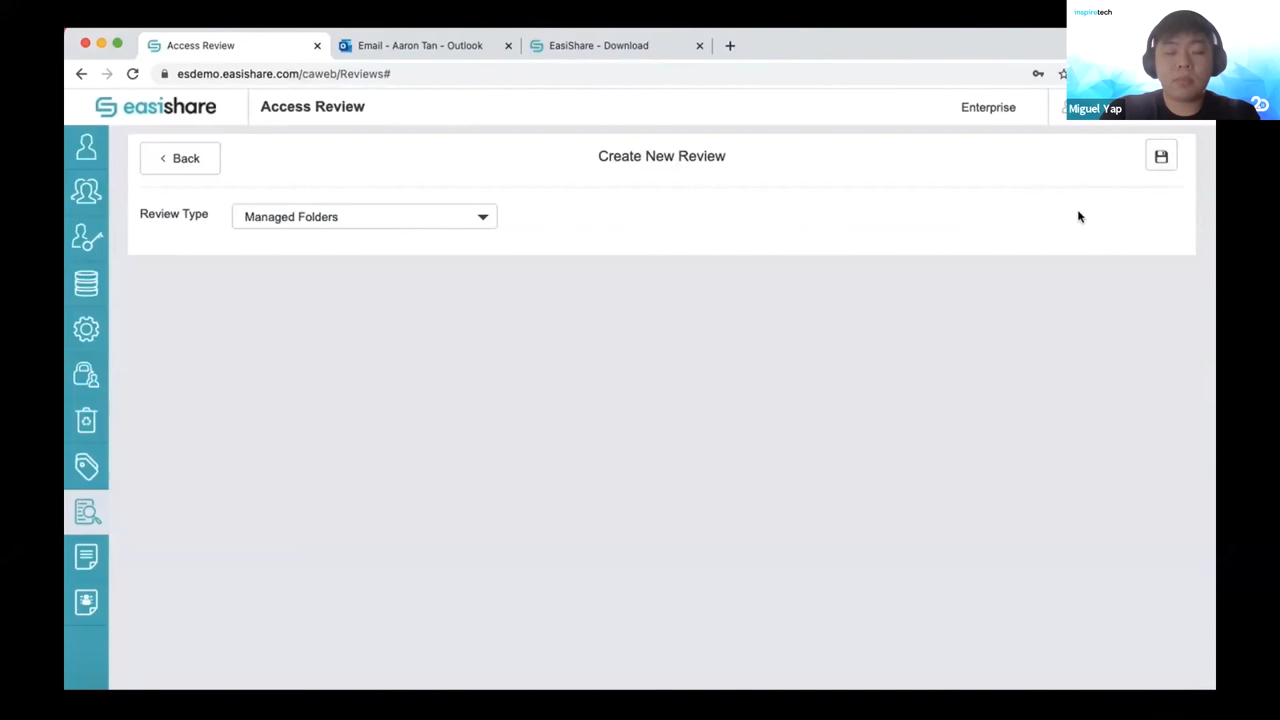 Access Review
Email - Aaron Tan - Outlook
EasiShare - Download
esdemo.easishare.com/caweb/Reviews#
inspiretech
Miguel Yap
easishare
Access Review
Enterprise
Back
Create New Review
Review Type
Managed Folders